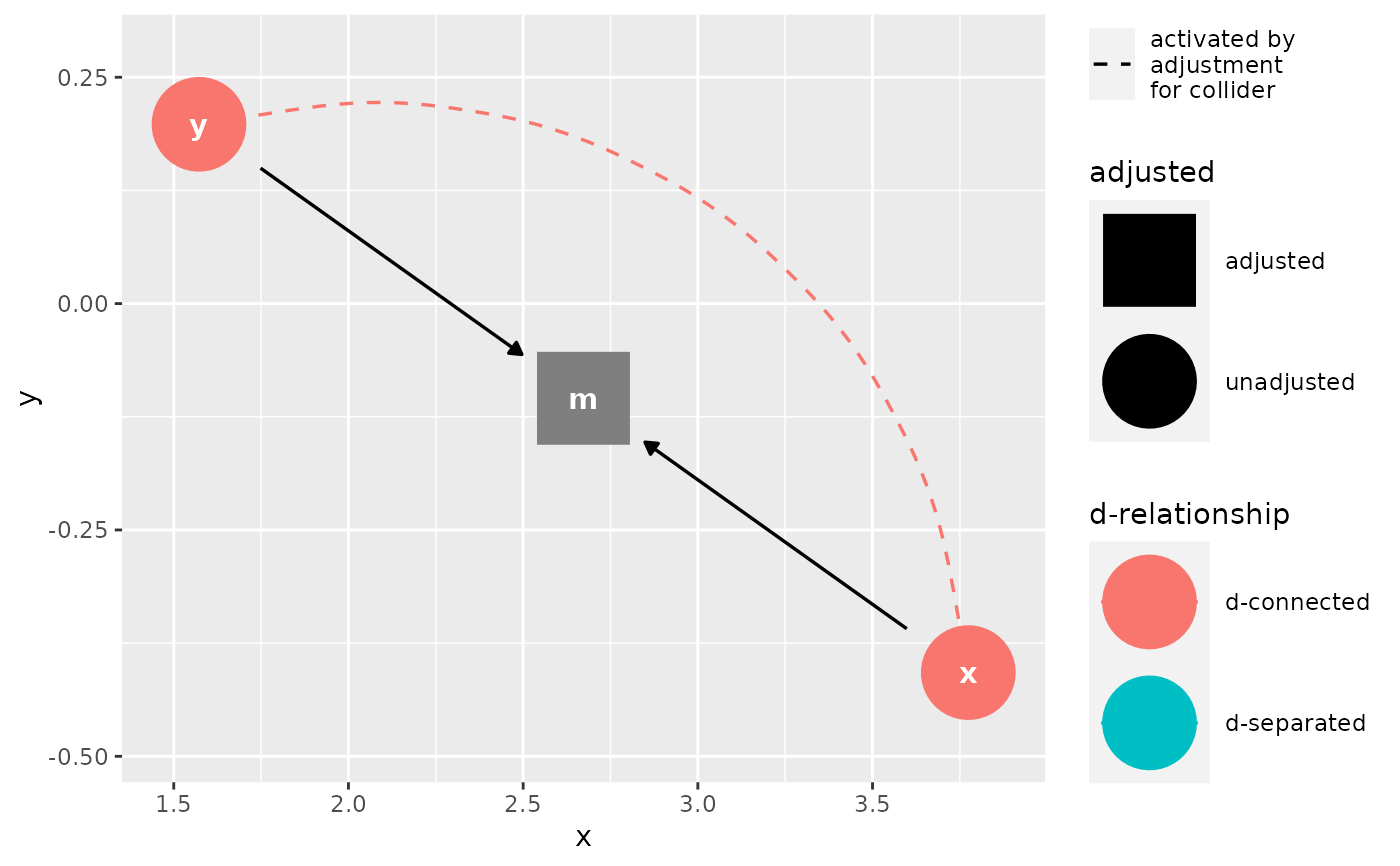 y
m
x
0.25
0.00
-0.25
-0.50
1.5 2.0 2.5 3.0 3.5
x
y
activated by
adjustment
for collider
adjusted
adjusted
unadjusted
d-relationship
d-connected
d-separated